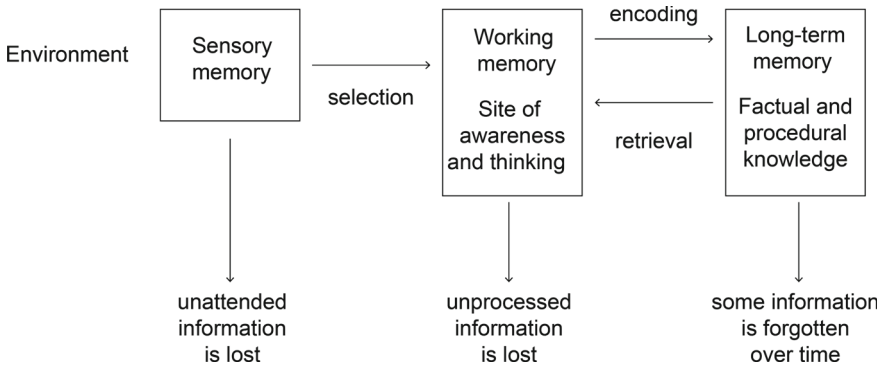 Environment
Sensory
memory
selection
Working
memory
Site of
awareness
and thinking
encoding
retrieval
Long-term
memory
Factual and
procedural
knowledge
unattended
information
is lost
unprocessed
information
is lost
some information
is forgotten
over time